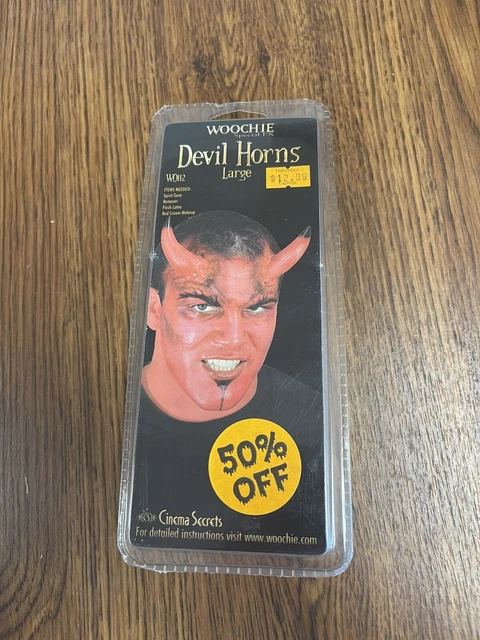 WOOCHIE
Special FX
Devil Horns
Large
WO112
$12.99
ITEMS NEEDED:
Spirit Gum
Remover
Flesh Latex
Red Cream Makeup
50%
OFF
Cinema Secrets
For detailed instructions visit www.woochie.com